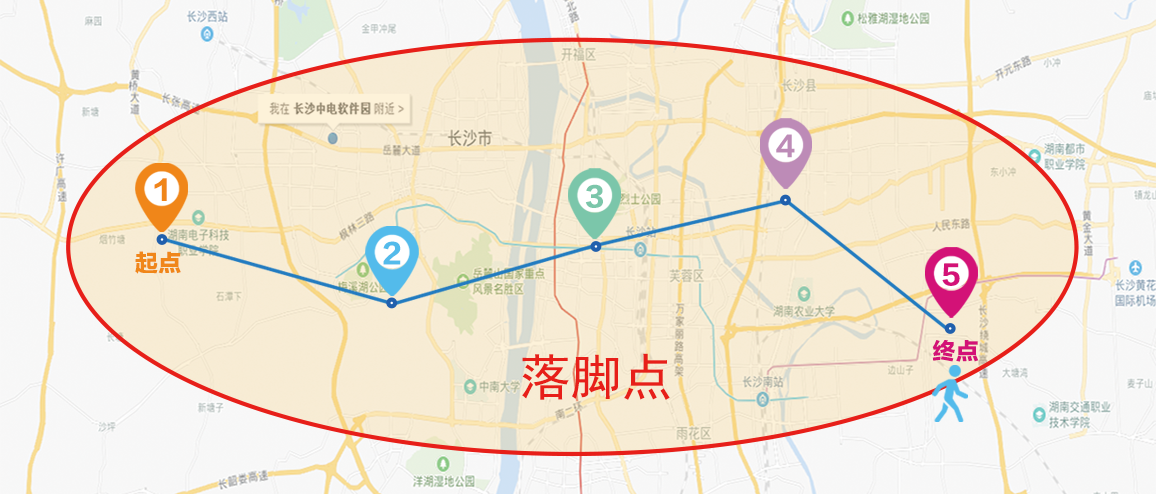 长沙西站
麻园
金甲冲尾
北路
松雅湖湿地公园
开福区
开元东路
小冲
黄桥大道
新塘
长张高速
我在 长沙中电软件园 附近 >
长沙县
长沙市
岳麓大道
4
湖南都市
职业学院
许广高速
1
3
烈士公园
东小冲
镇龙山
湖南电子科技
职业学院
枫林三路
人民东路
黄金大道
烟竹塘
起点
2
长沙站
5
梅溪湖公园
岳麓山国家重点
风景名胜区
芙蓉区
长沙黄花
国际机场
石潭下
湖南农业大学
万家丽路高架
长沙绕城高速
终点
落脚点
边山子
大塘湾
中南大学
长沙南站
麦子山
新塘子
南二环
湖南交通职业
技术学院
沙坪
雨花区
长韶娄高速
洋湖湿地公园